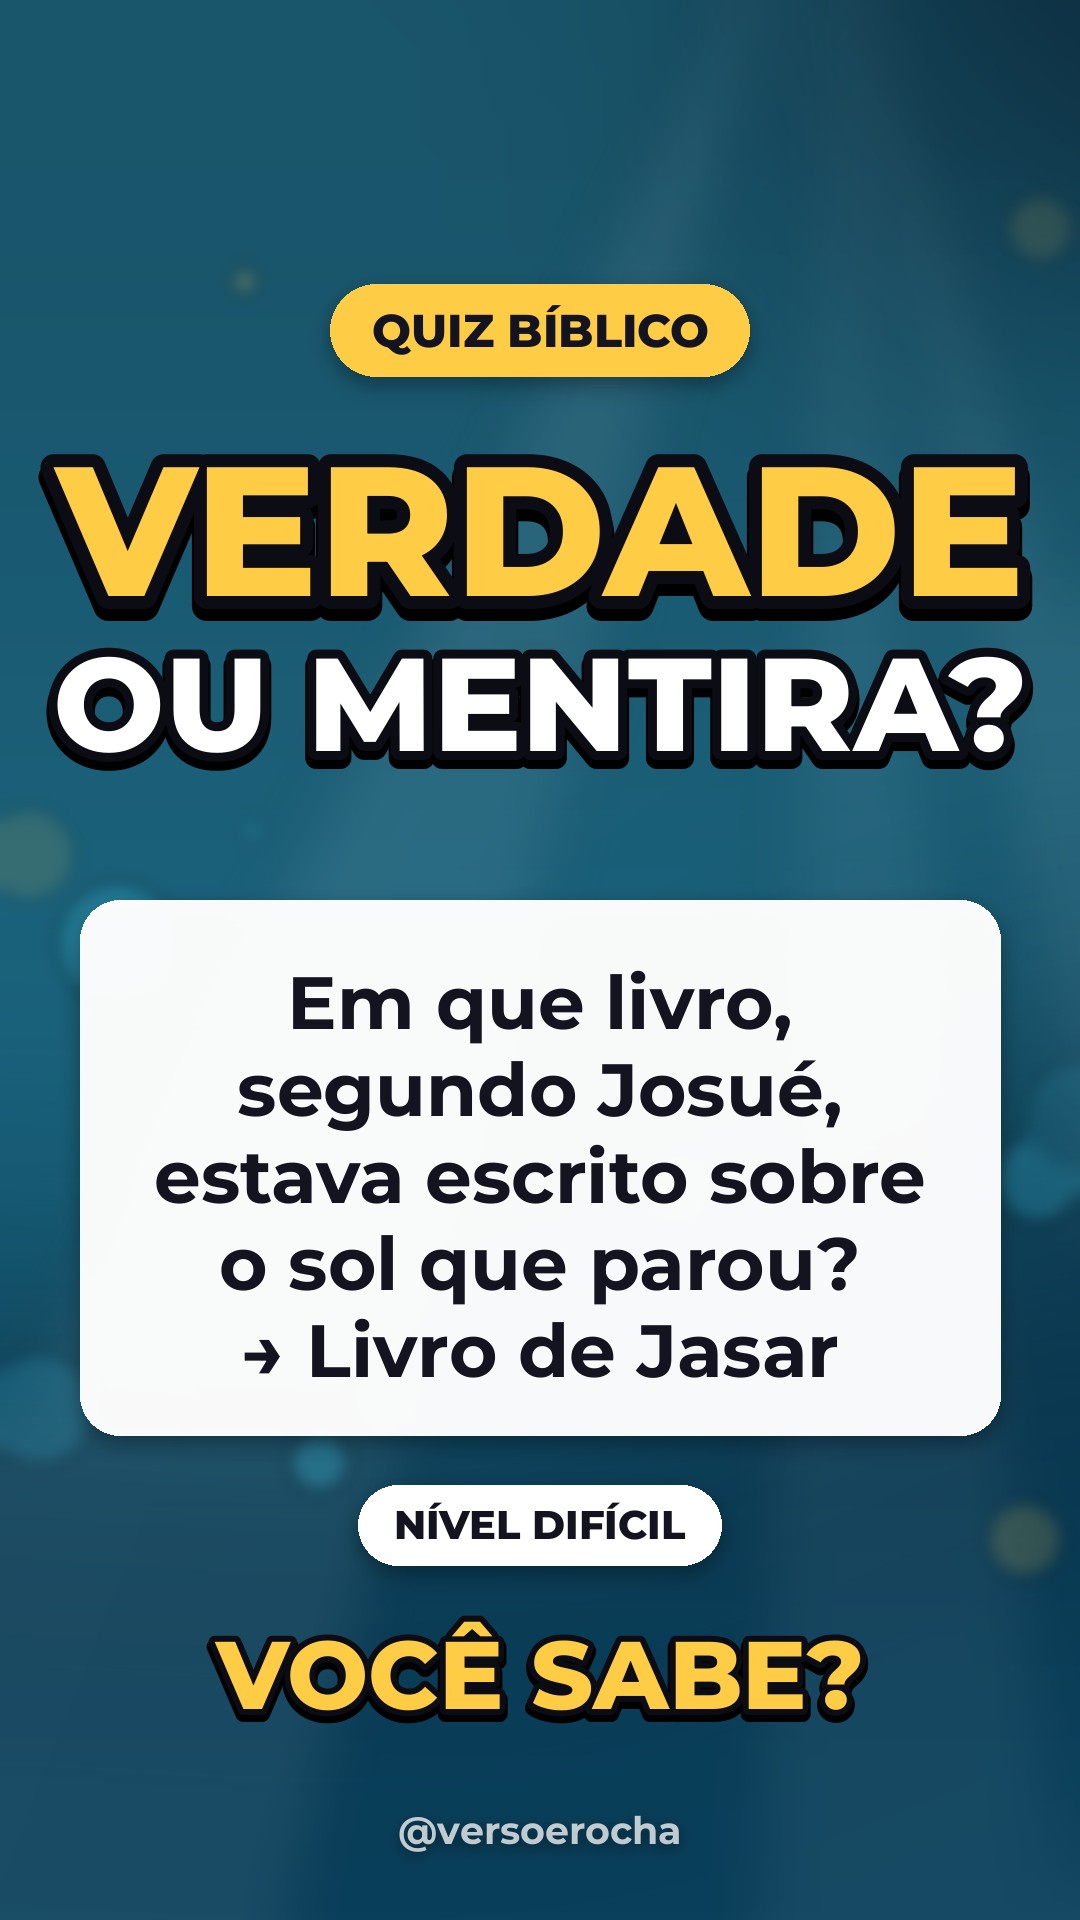 QUIZ BÍBLICO
VERDADE
OU MENTIRA?
Em que livro,
segundo Josué,
estava escrito sobre
o sol que parou?
→ Livro de Jasar
NÍVEL DIFÍCIL
VOCÊ SABE?
@versoerocha